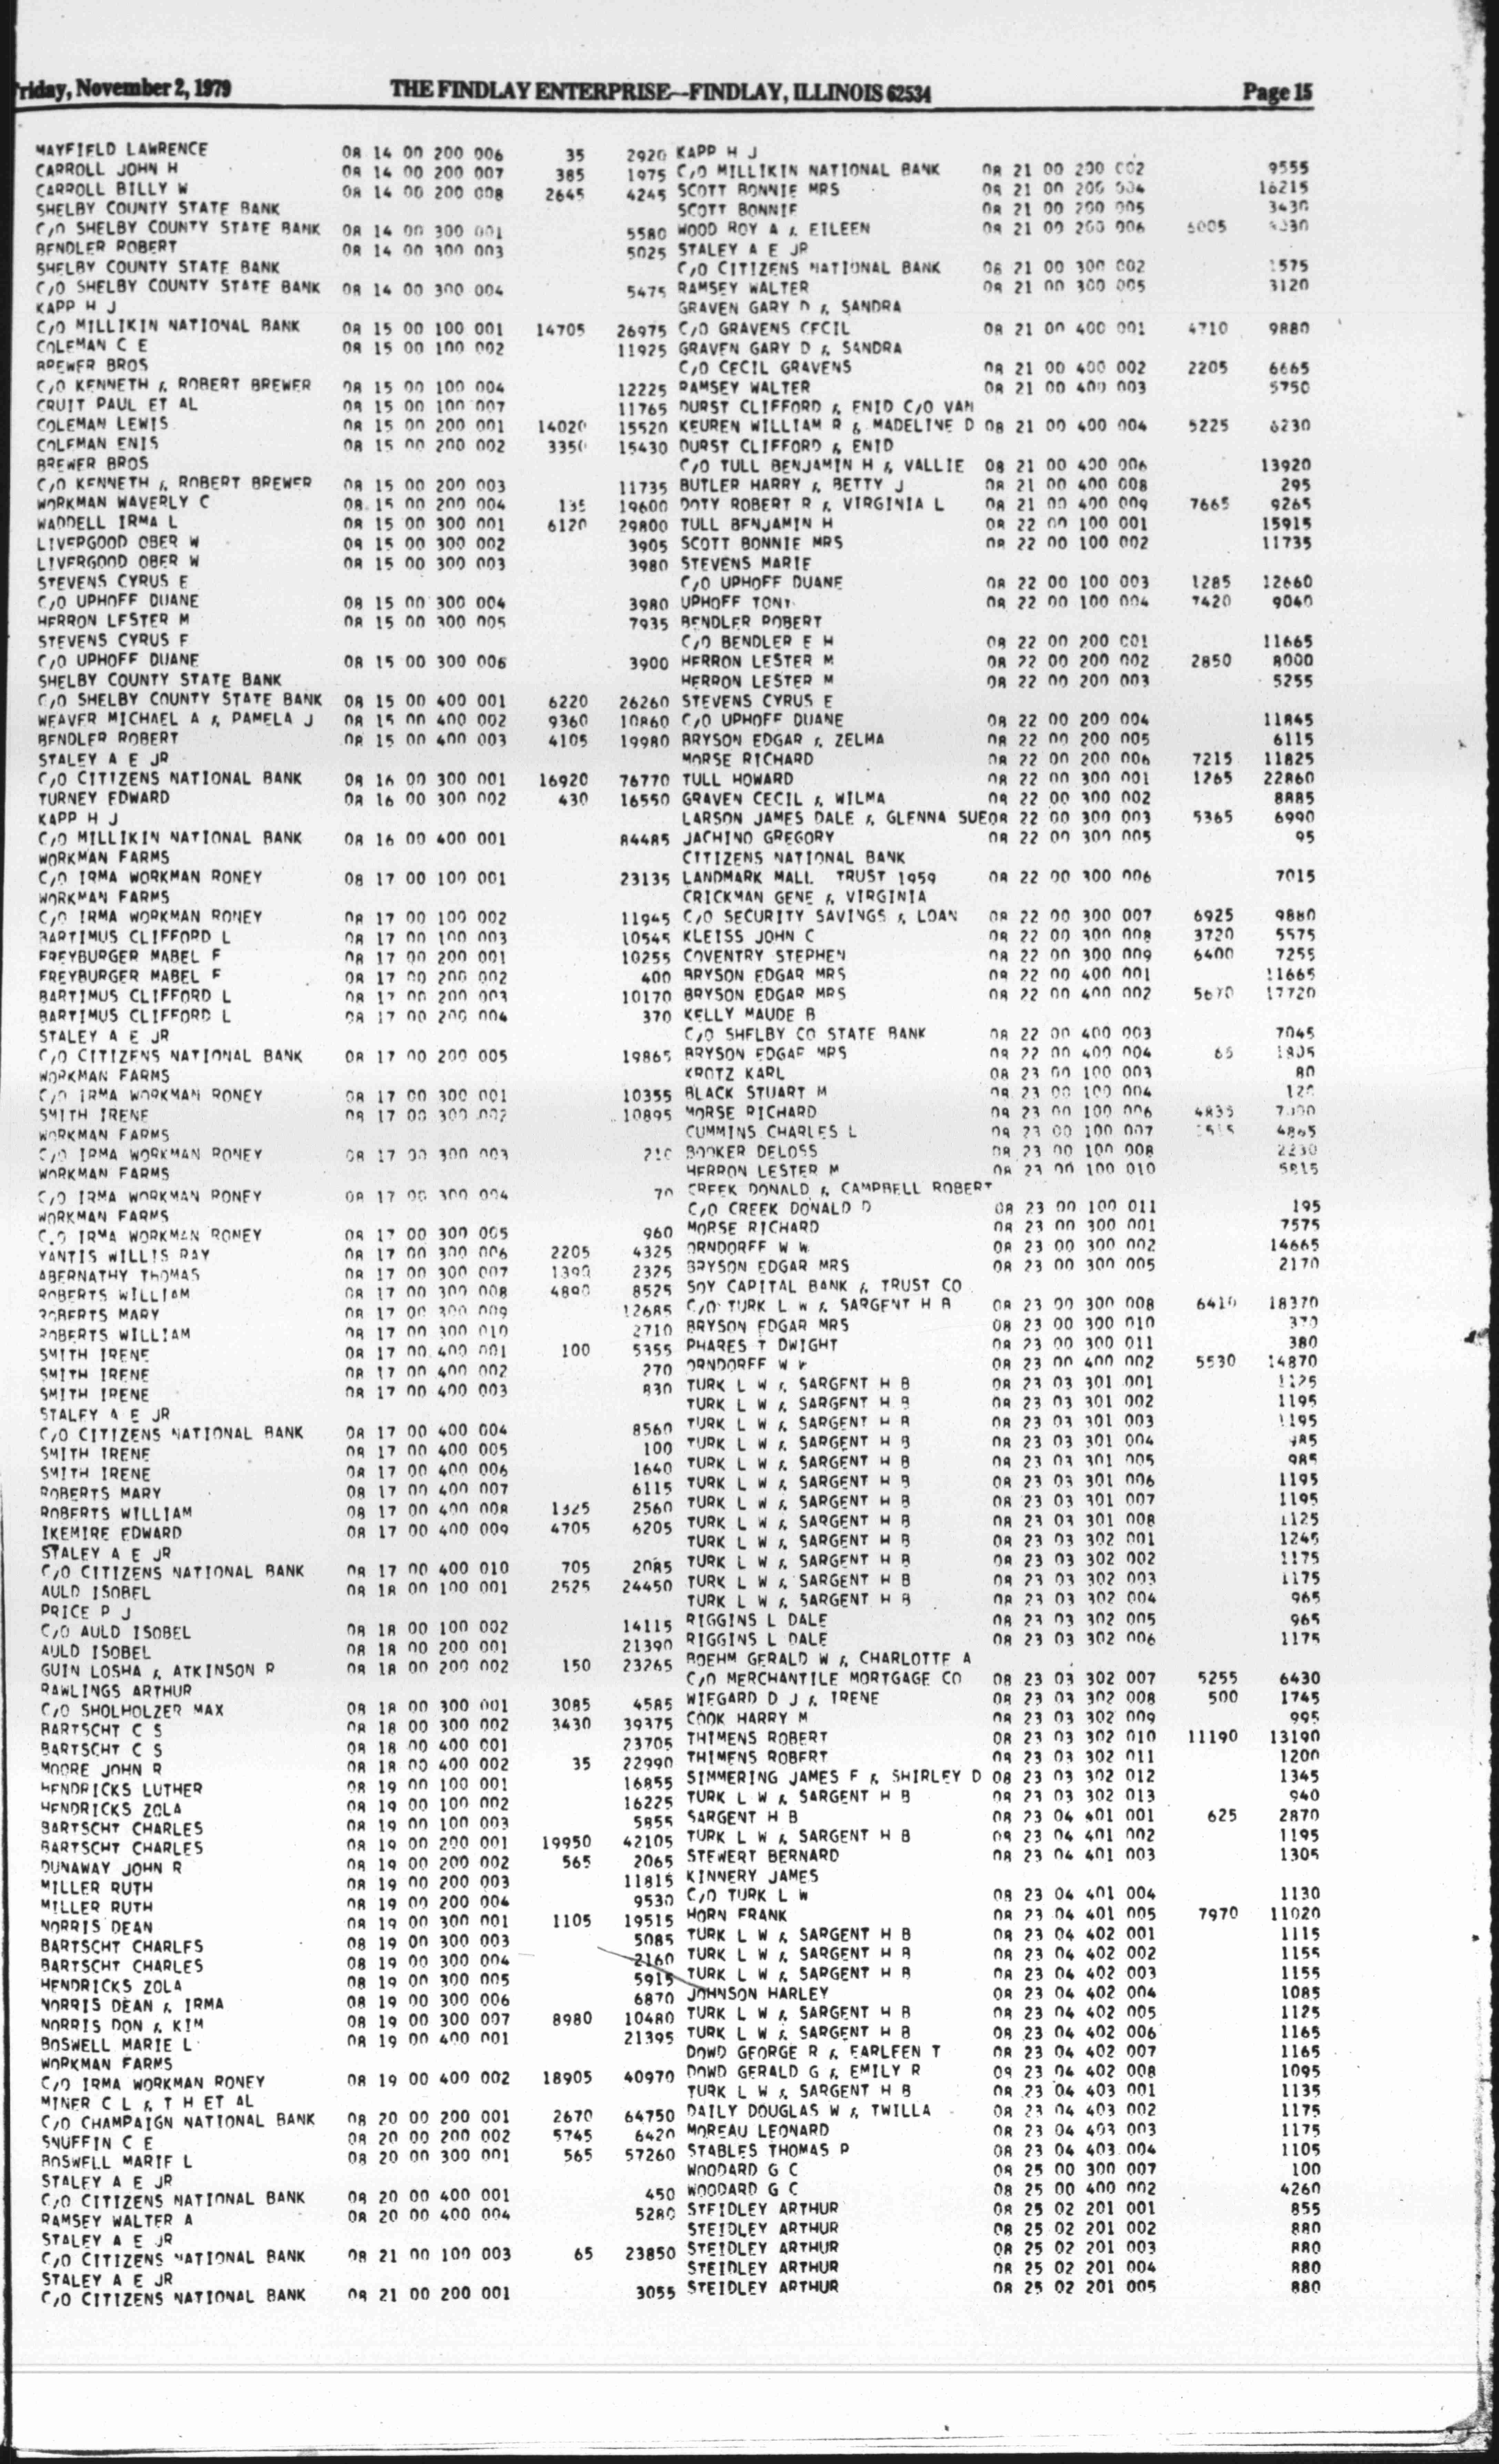 Friday, November 2, 1979 THE FINDLAY ENTERPRISE—FINDLAY, ILLINOIS 62534 Page 15
MAYFIELD LAWRENCE 08 14 00 200 006 35 2920
CARROLL JOHN H 08 14 00 200 007 385 1975
CARROLL BILLY W 08 14 00 200 008 2645 4245
SHELBY COUNTY STATE BANK
C/O SHELBY COUNTY STATE BANK 08 14 00 300 001 5580
BENDLER ROBERT 08 14 00 300 003 5025
SHELBY COUNTY STATE BANK
C/O SHELBY COUNTY STATE BANK 08 14 00 300 004 5475
KAPP H J
C/O MILLIKIN NATIONAL BANK 08 15 00 100 001 14705 26975
COLEMAN C E 08 15 00 100 002 11925
BREWER BROS
C/O KENNETH & ROBERT BREWER 08 15 00 100 004 12225
CRUIT PAUL ET AL 08 15 00 100 007 11765
COLEMAN LEWIS 08 15 00 200 001 14020 15520
COLEMAN ENIS 08 15 00 200 002 3350 15430
BREWER BROS
C/O KENNETH & ROBERT BREWER 08 15 00 200 003 11735
WORKMAN WAVERLY C 08 15 00 200 004 135 19600
WADDELL IRMA L 08 15 00 300 001 6120 29800
LIVERGOOD OBER W 08 15 00 300 002 3905
LIVERGOOD OBER W 08 15 00 300 003 3980
STEVENS CYRUS E
C/O UPHOFF DUANE 08 15 00 300 004 3980
HERRON LESTER M 08 15 00 300 005 7935
STEVENS CYRUS E
C/O UPHOFF DUANE 08 15 00 300 006 3900
SHELBY COUNTY STATE BANK
C/O SHELBY COUNTY STATE BANK 08 15 00 400 001 6220 26260
WEAVER MICHAEL A & PAMELA J 08 15 00 400 002 9360 10860
BENDLER ROBERT 08 15 00 400 003 4105 19980
STALEY A E JR
C/O CITIZENS NATIONAL BANK 08 16 00 300 001 16920 76770
TURNEY EDWARD 08 16 00 300 002 430 16550
KAPP H J
C/O MILLIKIN NATIONAL BANK 08 16 00 400 001 84485
WORKMAN FARMS
C/O IRMA WORKMAN RONEY 08 17 00 100 001 23135
WORKMAN FARMS
C/O IRMA WORKMAN RONEY 08 17 00 100 002 11945
BARTIMUS CLIFFORD L 08 17 00 100 003 10545
FREYBURGER MABEL F 08 17 00 200 001 10255
FREYBURGER MABEL F 08 17 00 200 002 400
BARTIMUS CLIFFORD L 08 17 00 200 003 10170
BARTIMUS CLIFFORD L 08 17 00 200 004 370
STALEY A E JR
C/O CITIZENS NATIONAL BANK 08 17 00 200 005 19865
WORKMAN FARMS
C/O IRMA WORKMAN RONEY 08 17 00 300 001 10355
SMITH IRENE 08 17 00 300 002 10895
WORKMAN FARMS
C/O IRMA WORKMAN RONEY 08 17 00 300 003 210
WORKMAN FARMS
C/O IRMA WORKMAN RONEY 08 17 00 300 004 70
WORKMAN FARMS
C/O IRMA WORKMAN RONEY 08 17 00 300 005 960
YANTIS WILLIS RAY 08 17 00 300 006 2205 4325
ABERNATHY THOMAS 08 17 00 300 007 1390 2325
ROBERTS WILLIAM 08 17 00 300 008 4890 8525
ROBERTS MARY 08 17 00 300 009 12685
ROBERTS WILLIAM 08 17 00 300 010 2710
SMITH IRENE 08 17 00 400 001 100 5355
SMITH IRENE 08 17 00 400 002 270
SMITH IRENE 08 17 00 400 003 830
STALEY A E JR
C/O CITIZENS NATIONAL BANK 08 17 00 400 004 8560
SMITH IRENE 08 17 00 400 005 100
SMITH IRENE 08 17 00 400 006 1640
ROBERTS MARY 08 17 00 400 007 6115
ROBERTS WILLIAM 08 17 00 400 008 1325 2560
IKEMIRE EDWARD 08 17 00 400 009 4705 6205
STALEY A E JR
C/O CITIZENS NATIONAL BANK 08 17 00 400 010 705 2085
AULD ISOBEL 08 18 00 100 001 2525 24450
PRICE P J
C/O AULD ISOBEL 08 18 00 100 002 14115
AULD ISOBEL 08 18 00 200 001 21390
GUIN LOSHA & ATKINSON R 08 18 00 200 002 150 23265
RAWLINGS ARTHUR
C/O SHOLHOLZER MAX 08 18 00 300 001 3085 4585
BARTSCHT C S 08 18 00 300 002 3430 39375
BARTSCHT C S 08 18 00 400 001 23705
MOORE JOHN R 08 18 00 400 002 35 22990
HENDRICKS LUTHER 08 19 00 100 001 16855
HENDRICKS ZOLA 08 19 00 100 002 16225
BARTSCHT CHARLES 08 19 00 100 003 5855
BARTSCHT CHARLES 08 19 00 200 001 19950 42105
DUNAWAY JOHN R 08 19 00 200 002 565 2065
MILLER RUTH 08 19 00 200 003 11815
MILLER RUTH 08 19 00 200 004 9530
NORRIS DEAN 08 19 00 300 001 1105 19515
BARTSCHT CHARLES 08 19 00 300 003 5085
BARTSCHT CHARLES 08 19 00 300 004 2160
HENDRICKS ZOLA 08 19 00 300 005 5915
NORRIS DEAN & IRMA 08 19 00 300 006 6870
NORRIS DON & KIM 08 19 00 300 007 8980 10480
BOSWELL MARIE L 08 19 00 400 001 21395
WORKMAN FARMS
C/O IRMA WORKMAN RONEY 08 19 00 400 002 18905 40970
MINER C L & T H ET AL
C/O CHAMPAIGN NATIONAL BANK 08 20 00 200 001 2670 64750
SNUFFIN C E 08 20 00 200 002 5745 6420
BOSWELL MARIE L 08 20 00 300 001 565 57260
STALEY A E JR
C/O CITIZENS NATIONAL BANK 08 20 00 400 001 450
RAMSEY WALTER A 08 20 00 400 004 5280
STALEY A E JR
C/O CITIZENS NATIONAL BANK 08 21 00 100 003 65 23850
STALEY A E JR
C/O CITIZENS NATIONAL BANK 08 21 00 200 001 3055
KAPP H J
C/O MILLIKIN NATIONAL BANK 08 21 00 200 002 9555
SCOTT BONNIE MRS 08 21 00 200 004 16215
SCOTT BONNIE 08 21 00 200 005 3430
WOOD ROY A & EILEEN 08 21 00 200 006 6005
STALEY A E JR
C/O CITIZENS NATIONAL BANK 08 21 00 300 002 1575
RAMSEY WALTER 08 21 00 300 005 3120
GRAVEN GARY D & SANDRA
C/O GRAVENS CECIL 08 21 00 400 001 4710 9880
GRAVEN GARY D & SANDRA
C/O CECIL GRAVENS 08 21 00 400 002 2205 6665
RAMSEY WALTER 08 21 00 400 003 5750
DURST CLIFFORD & ENID C/O VAN
KEUREN WILLIAM R & MADELINE D 08 21 00 400 004 5225 6230
DURST CLIFFORD & ENID
C/O TULL BENJAMIN H & VALLIE 08 21 00 400 006 13920
BUTLER HARRY & BETTY J 08 21 00 400 008 295
DOTY ROBERT R & VIRGINIA L 08 21 00 400 009 7665 9265
TULL BENJAMIN H 08 22 00 100 001 15915
SCOTT BONNIE MRS 08 22 00 100 002 11735
STEVENS MARIE
C/O UPHOFF DUANE 08 22 00 100 003 1285 12660
UPHOFF TONY 08 22 00 100 004 7420 9040
BENDLER ROBERT
C/O BENDLER E H 08 22 00 200 001 11665
HERRON LESTER M 08 22 00 200 002 2850 8000
HERRON LESTER M 08 22 00 200 003 5255
STEVENS CYRUS E
C/O UPHOFF DUANE 08 22 00 200 004 11845
BRYSON EDGAR & ZELMA 08 22 00 200 005 6115
MORSE RICHARD 08 22 00 200 006 7215 11825
TULL HOWARD 08 22 00 300 001 1265 22860
GRAVEN CECIL & WILMA 08 22 00 300 002 8885
LARSON JAMES DALE & GLENNA SUE 08 22 00 300 003 5365 6990
JACHINO GREGORY 08 22 00 300 005 95
CITIZENS NATIONAL BANK
LANDMARK MALL TRUST 1959 08 22 00 300 006 7015
CRICKMAN GENE & VIRGINIA
C/O SECURITY SAVINGS & LOAN 08 22 00 300 007 6925 9880
KLEISS JOHN C 08 22 00 300 008 3720 5575
COVENTRY STEPHEN 08 22 00 300 009 6400 7255
BRYSON EDGAR MRS 08 22 00 400 001 11665
BRYSON EDGAR MRS 08 22 00 400 002 5670 17720
KELLY MAUDE B
C/O SHELBY CO STATE BANK 08 22 00 400 003 7045
BRYSON EDGAR MRS 08 22 00 400 004 65 1805
KROTZ KARL 08 23 00 100 003 80
BLACK STUART M 08 23 00 100 004
MORSE RICHARD 08 23 00 100 006 4835
CUMMINS CHARLES L 08 23 00 100 007 4865
BOOKER DELOSS 08 23 00 100 008 2230
HERRON LESTER M 08 23 00 100 010 5815
CREEK DONALD & CAMPBELL ROBERT
C/O CREEK DONALD D 08 23 00 100 011 195
MORSE RICHARD 08 23 00 300 001 7575
ORNDORFF W W 08 23 00 300 002 14665
BRYSON EDGAR MRS 08 23 00 300 005 2170
SOY CAPITAL BANK & TRUST CO
C/O TURK L W & SARGENT H B 08 23 00 300 008 6410 18370
BRYSON EDGAR MRS 08 23 00 300 010 370
PHARES T DWIGHT 08 23 00 300 011 380
ORNDORFF W W 08 23 00 400 002 5530 14870
TURK L W & SARGENT H B 08 23 03 301 001 1125
TURK L W & SARGENT H B 08 23 03 301 002 1195
TURK L W & SARGENT H B 08 23 03 301 003 1195
TURK L W & SARGENT H B 08 23 03 301 004 985
TURK L W & SARGENT H B 08 23 03 301 005 985
TURK L W & SARGENT H B 08 23 03 301 006 1195
TURK L W & SARGENT H B 08 23 03 301 007 1195
TURK L W & SARGENT H B 08 23 03 301 008 1125
TURK L W & SARGENT H B 08 23 03 302 001 1245
TURK L W & SARGENT H B 08 23 03 302 002 1175
TURK L W & SARGENT H B 08 23 03 302 003 1175
TURK L W & SARGENT H B 08 23 03 302 004 965
RIGGINS L DALE 08 23 03 302 005 965
RIGGINS L DALE 08 23 03 302 006 1175
BOEHM GERALD W & CHARLOTTE A
C/O MERCHANTILE MORTGAGE CO 08 23 03 302 007 5255 6430
WIEGARD D J & IRENE 08 23 03 302 008 500 1745
COOK HARRY M 08 23 03 302 009 995
THIMENS ROBERT 08 23 03 302 010 11190 13190
THIMENS ROBERT 08 23 03 302 011 1200
SIMMERING JAMES F & SHIRLEY D 08 23 03 302 012 1345
TURK L W & SARGENT H B 08 23 03 302 013 940
SARGENT H B 08 23 04 401 001 625 2870
TURK L W & SARGENT H B 08 23 04 401 002 1195
STEWERT BERNARD 08 23 04 401 003 1305
KINNERY JAMES
C/O TURK L W 08 23 04 401 004 1130
HORN FRANK 08 23 04 401 005 7970 11020
TURK L W & SARGENT H B 08 23 04 402 001 1115
TURK L W & SARGENT H B 08 23 04 402 002 1155
TURK L W & SARGENT H B 08 23 04 402 003 1155
JOHNSON HARLEY 08 23 04 402 004 1085
TURK L W & SARGENT H B 08 23 04 402 005 1125
TURK L W & SARGENT H B 08 23 04 402 006 1165
DOWD GEORGE R & EARLEEN T 08 23 04 402 007 1165
DOWD GERALD G & EMILY R 08 23 04 402 008 1095
TURK L W & SARGENT H B 08 23 04 403 001 1135
DAILY DOUGLAS W & TWILLA 08 23 04 403 002 1175
MOREAU LEONARD 08 23 04 403 003 1175
STABLES THOMAS P 08 23 04 403 004 1105
WOODARD G C 08 25 00 300 007 100
WOODARD G C 08 25 00 400 002 4260
STEIDLEY ARTHUR 08 25 02 201 001 855
STEIDLEY ARTHUR 08 25 02 201 002 880
STEIDLEY ARTHUR 08 25 02 201 003 880
STEIDLEY ARTHUR 08 25 02 201 004 880
STEIDLEY ARTHUR 08 25 02 201 005 880